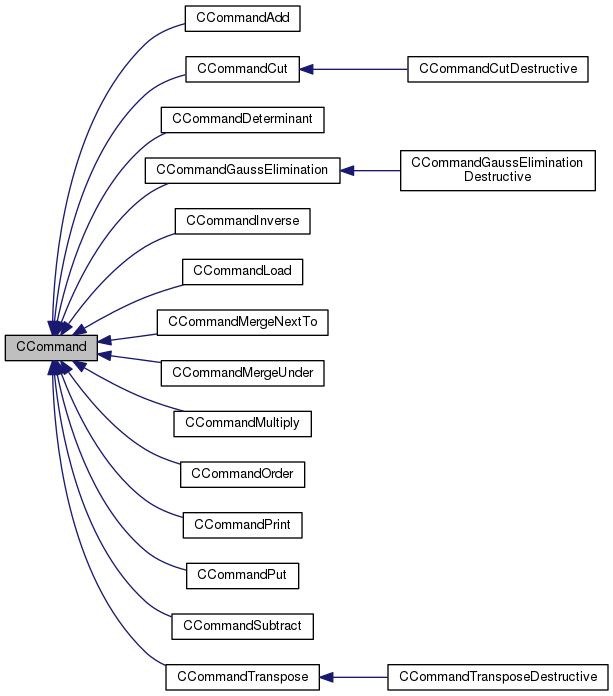 CCommandAdd
CCommandCut
CCommandCutDestructive
CCommandDeterminant
CCommandGaussElimination
CCommandGaussElimination
Destructive
CCommandInverse
CCommandLoad
CCommandMergeNextTo
CCommand
CCommandMergeUnder
CCommandMultiply
CCommandOrder
CCommandPrint
CCommandPut
CCommandSubtract
CCommandTranspose
CCommandTransposeDestructive